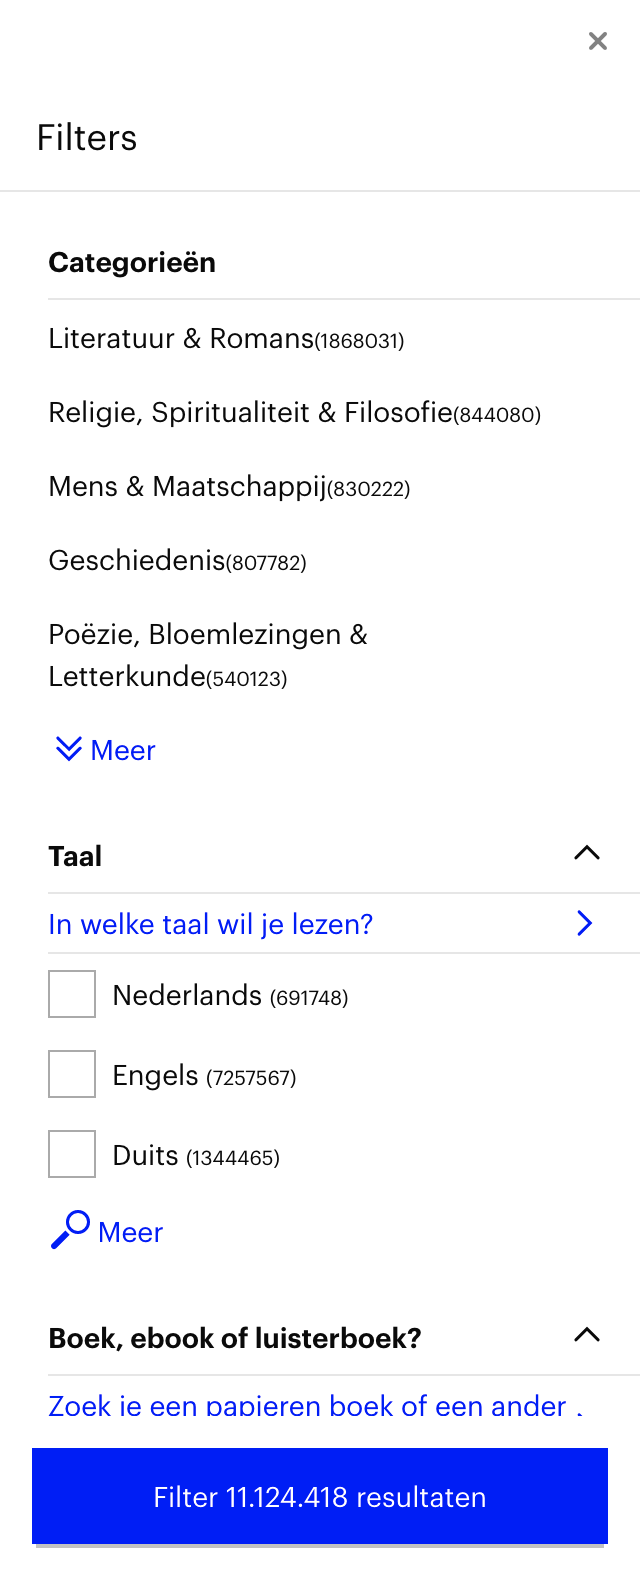 Filters
Categorieën
Literatuur & Romans(1868031)
Religie, Spiritualiteit & Filosofie(844080)
Mens & Maatschappij(830222)
Geschiedenis(807782)
Poëzie, Bloemlezingen &
Letterkunde(540123)
Meer
Taal
In welke taal wil je lezen?
Nederlands (691748)
Engels (7257567)
Duits (1344465)
Meer
Boek, ebook of luisterboek?
Zoek je een papieren boek of een ander
Filter 11.124.418 resultaten